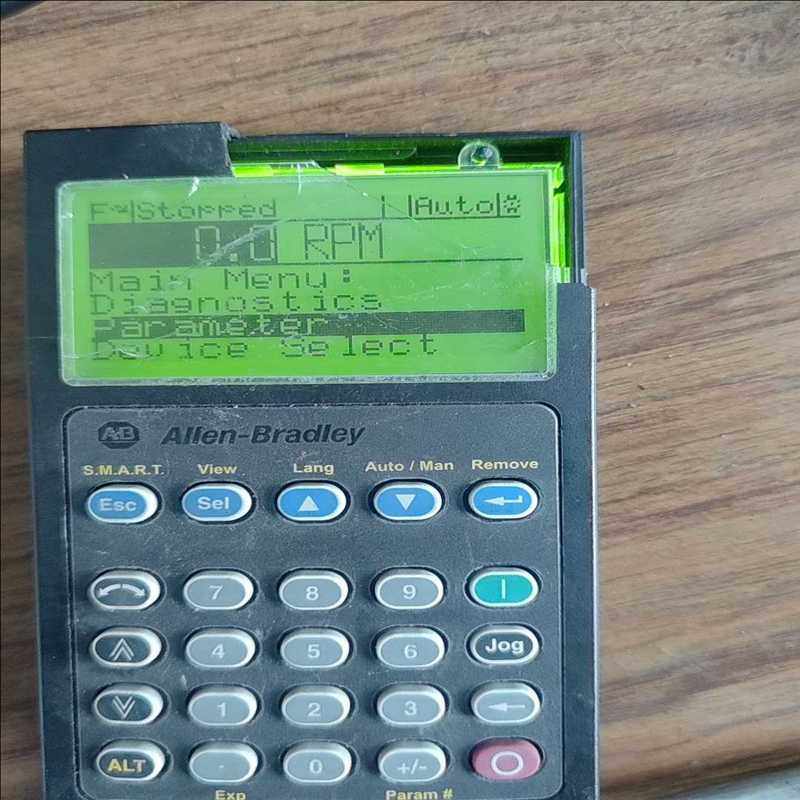 F Stopped Auto
0.0 RPM
Main Menu:
Diagnostics
Parameter
Device Select
AB Allen-Bradley
S.M.A.R.T. View Lang Auto / Man Remove
Esc Sel
7 8 9
4 5 6 Jog
1 2 3
ALT . 0 +/-
Exp Param #